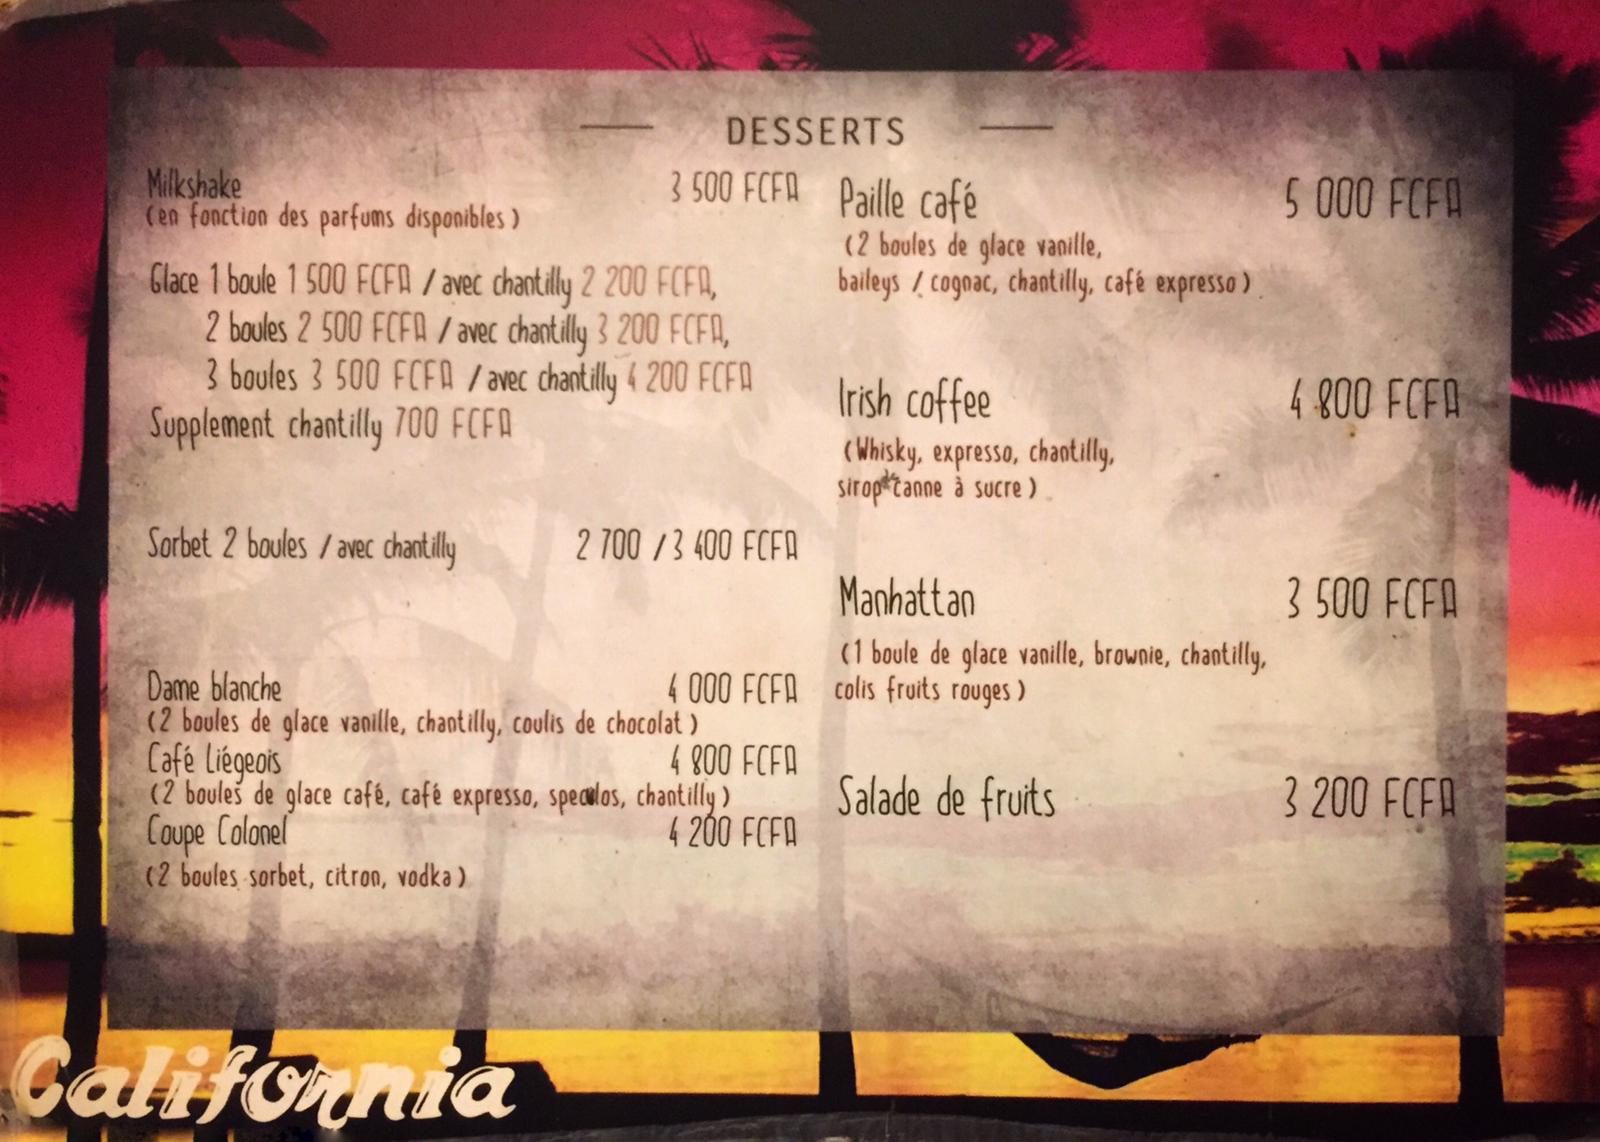 DESSERTS
Milkshake 3 500 FCFA
(en fonction des parfums disponibles)
Glace 1 boule 1 500 FCFA / avec chantilly 2 200 FCFA,
2 boules 2 500 FCFA / avec chantilly 3 200 FCFA,
3 boules 3 500 FCFA / avec chantilly 4 200 FCFA
Supplement chantilly 700 FCFA
Sorbet 2 boules / avec chantilly 2 700 / 3 400 FCFA
Dame blanche 4 000 FCFA
(2 boules de glace vanille, chantilly, coulis de chocolat)
Café Liégeois 4 800 FCFA
(2 boules de glace café, café expresso, speculos, chantilly)
Coupe Colonel 4 200 FCFA
(2 boules sorbet, citron, vodka)
Paille café 5 000 FCFA
(2 boules de glace vanille,
baileys / cognac, chantilly, café expresso)
Irish coffee 4 800 FCFA
(Whisky, expresso, chantilly,
sirop canne à sucre)
Manhattan 3 500 FCFA
(1 boule de glace vanille, brownie, chantilly,
colis fruits rouges)
Salade de fruits 3 200 FCFA
California